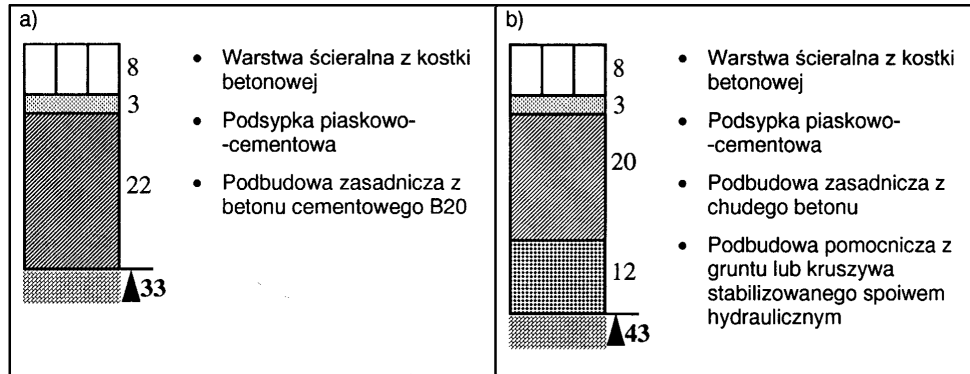 a)
8
3
22
33
• Warstwa ścieralna z kostki
betonowej
• Podsypka piaskowo-
-cementowa
• Podbudowa zasadnicza z
betonu cementowego B20
b)
8
3
20
12
43
• Warstwa ścieralna z kostki
betonowej
• Podsypka piaskowo-
-cementowa
• Podbudowa zasadnicza z
chudego betonu
• Podbudowa pomocnicza z
gruntu lub kruszywa
stabilizowanego spoiwem
hydraulicznym